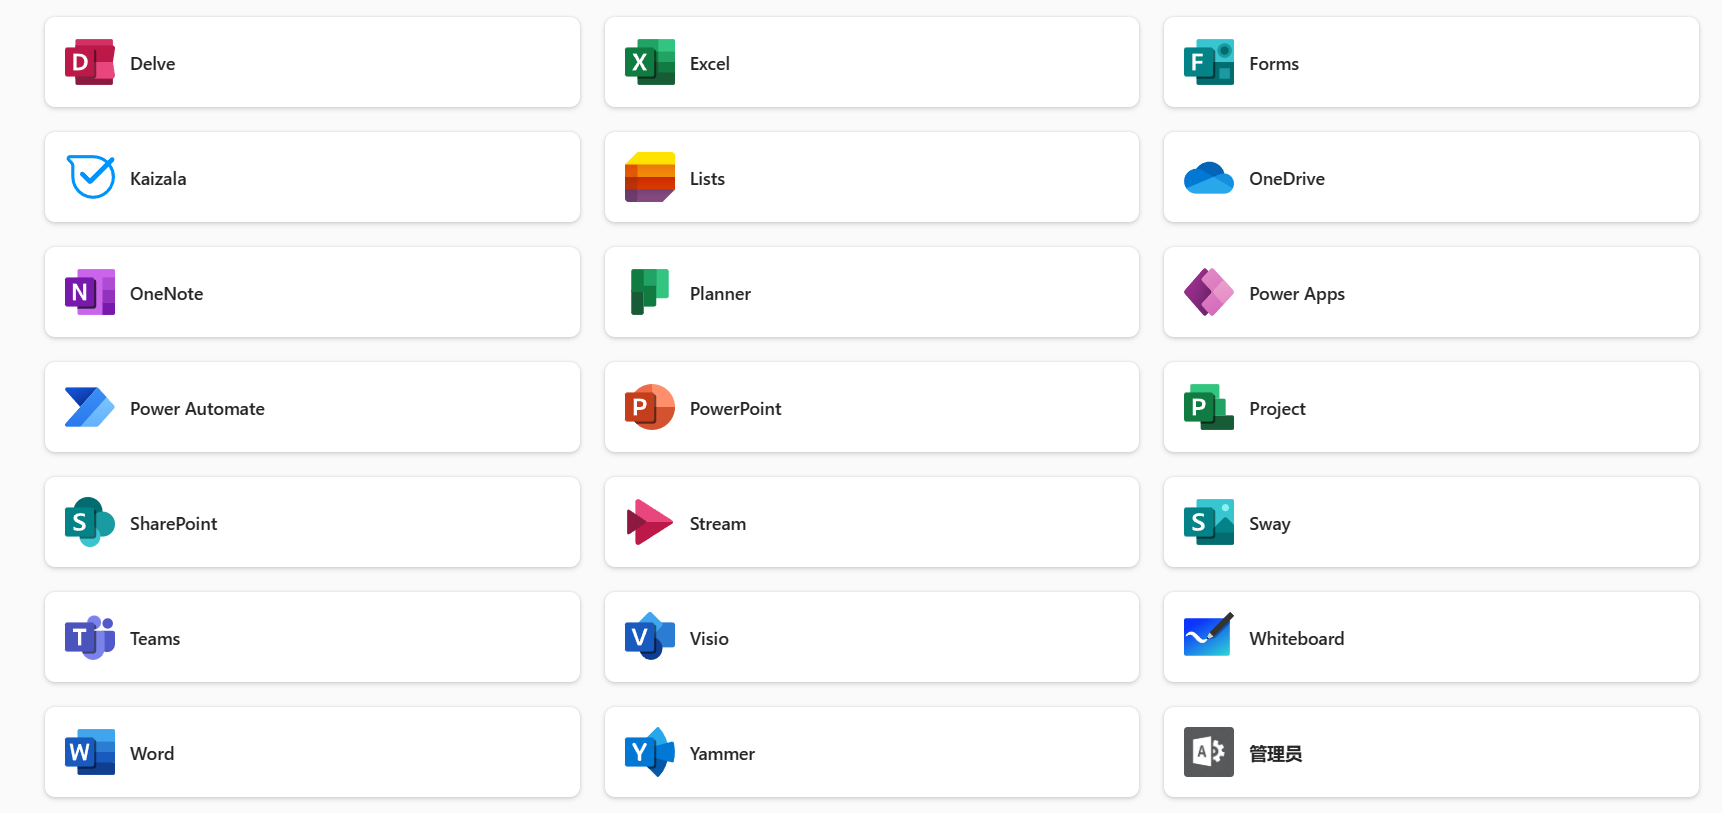 Delve
Excel
Forms
Kaizala
Lists
OneDrive
OneNote
Planner
Power Apps
Power Automate
PowerPoint
Project
SharePoint
Stream
Sway
Teams
Visio
Whiteboard
Word
Yammer
管理员